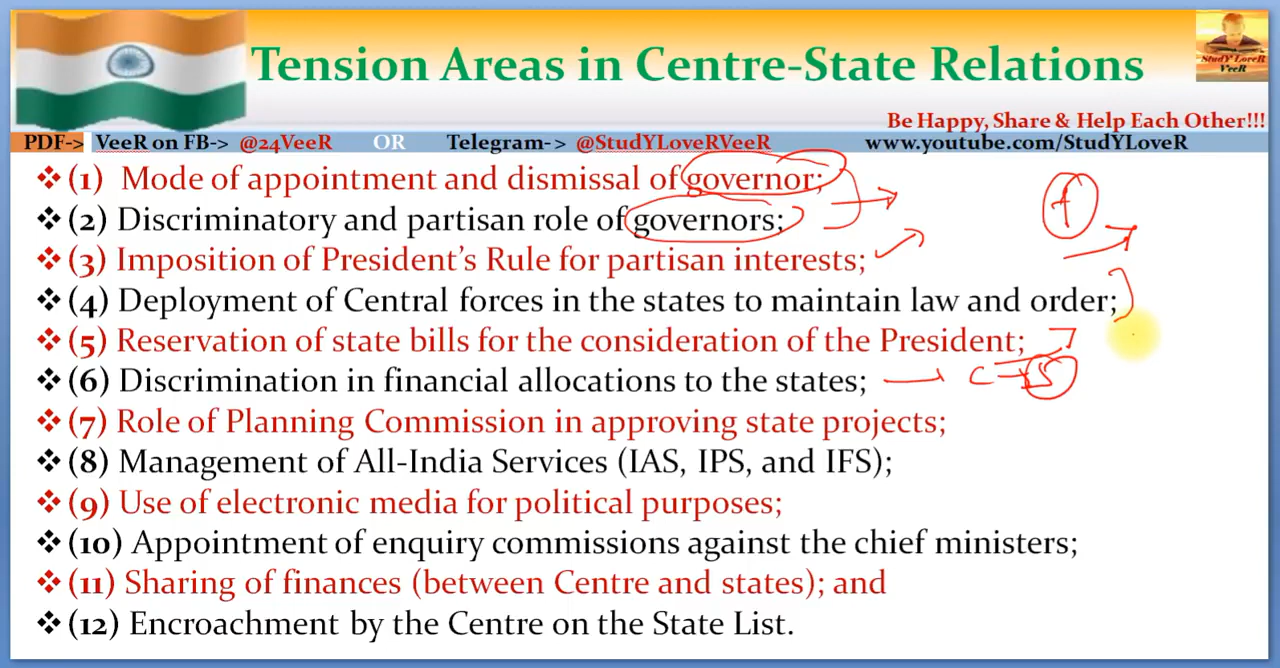 Tension Areas in Centre-State Relations
StudY LoveR
VeeR
Be Happy, Share & Help Each Other!!!
PDF-> VeeR on FB-> @24VeeR OR Telegram- > @StudYLoveRVeeR www.youtube.com/StudYLoveR
❖ (1) Mode of appointment and dismissal of governor;
❖ (2) Discriminatory and partisan role of governors;
❖ (3) Imposition of President’s Rule for partisan interests;
❖ (4) Deployment of Central forces in the states to maintain law and order;
❖ (5) Reservation of state bills for the consideration of the President;
❖ (6) Discrimination in financial allocations to the states; C → S
❖ (7) Role of Planning Commission in approving state projects;
❖ (8) Management of All-India Services (IAS, IPS, and IFS);
❖ (9) Use of electronic media for political purposes;
❖ (10) Appointment of enquiry commissions against the chief ministers;
❖ (11) Sharing of finances (between Centre and states); and
❖ (12) Encroachment by the Centre on the State List.